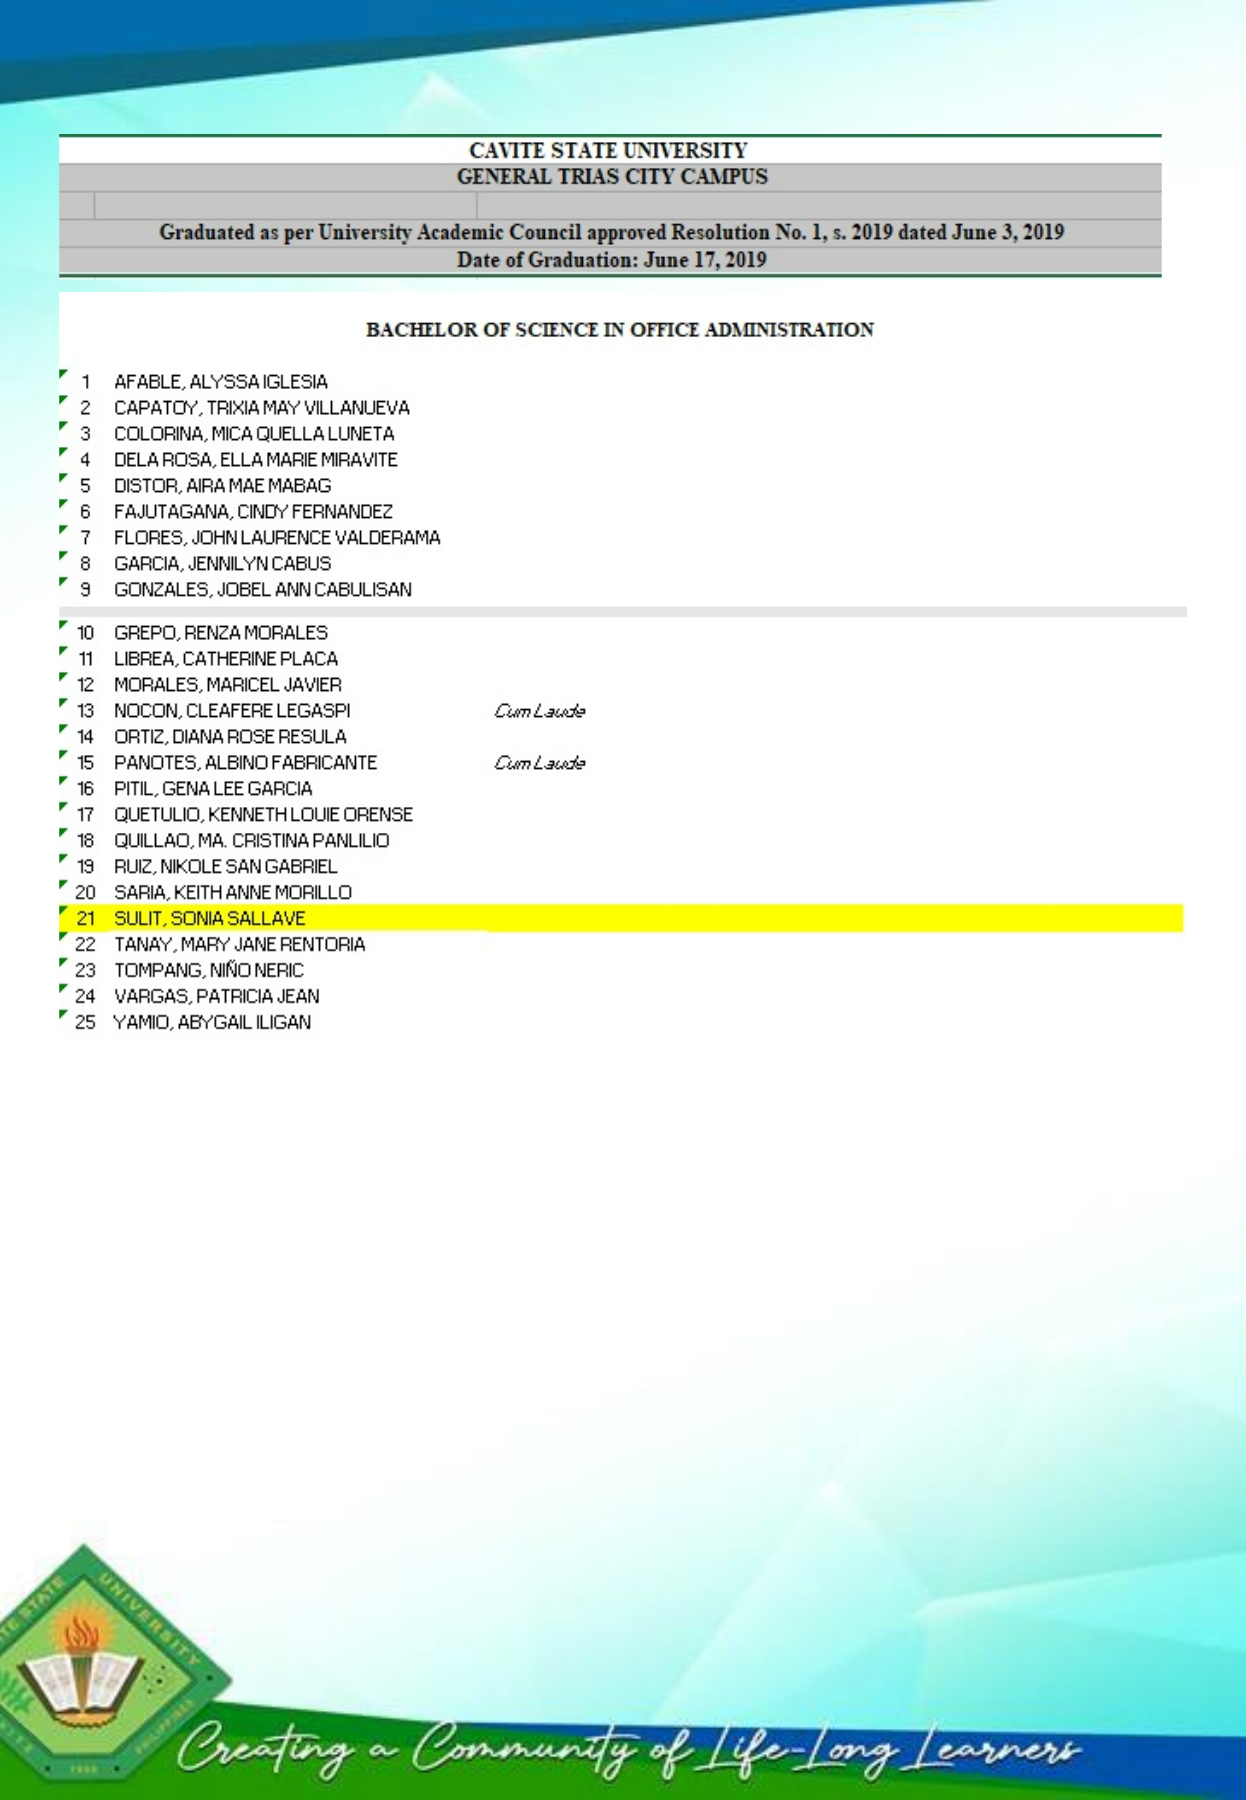 CAVITE STATE UNIVERSITY
GENERAL TRIAS CITY CAMPUS
Graduated as per University Academic Council approved Resolution No. 1, s. 2019 dated June 3, 2019
Date of Graduation: June 17, 2019
BACHELOR OF SCIENCE IN OFFICE ADMINISTRATION
1 AFABLE, ALYSSA IGLESIA
2 CAPATOY, TRIXIA MAY VILLANUEVA
3 COLORINA, MICA QUELLA LUNETA
4 DELA ROSA, ELLA MARIE MIRAVITE
5 DISTOR, AIRA MAE MABAG
6 FAJUTAGANA, CINDY FERNANDEZ
7 FLORES, JOHN LAURENCE VALDERAMA
8 GARCIA, JENNILYN CABUS
9 GONZALES, JOBEL ANN CABULISAN
10 GREPO, RENZA MORALES
11 LIBREA, CATHERINE PLACA
12 MORALES, MARICEL JAVIER
13 NOCON, CLEAFERE LEGASPI Cum Laude
14 ORTIZ, DIANA ROSE RESULA
15 PANOTES, ALBINO FABRICANTE Cum Laude
16 PITIL, GENA LEE GARCIA
17 QUETULIO, KENNETH LOUIE ORENSE
18 QUILLAO, MA. CRISTINA PANLILIO
19 RUIZ, NIKOLE SAN GABRIEL
20 SARIA, KEITH ANNE MORILLO
21 SULIT, SONIA SALLAVE
22 TANAY, MARY JANE RENTORIA
23 TOMPANG, NIÑO NERIC
24 VARGAS, PATRICIA JEAN
25 YAMIO, ABYGAIL ILIGAN
STATE UNIVERSITY
Creating a Community of Life-Long Learners